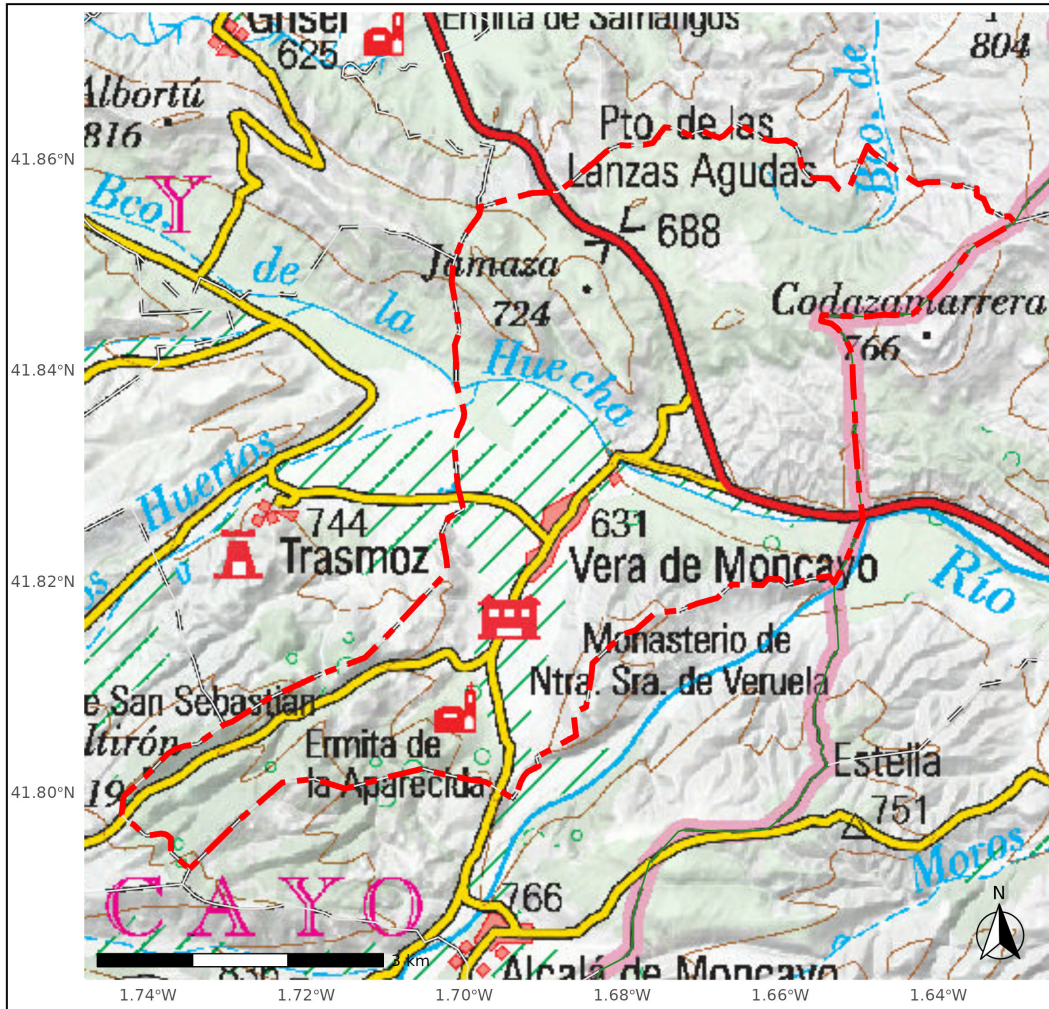 Grisel
625
Ermita de Samangos
804
Albortú
816
Pto. de las
Lanzas Agudas
688
Bco. de
Y
Bco.
de
la
Huecha
Jamaza
724
Codazamarrera
766
Huertos
744
Trasmoz
631
Vera de Moncayo
Río
Monasterio de
Ntra. Sra. de Veruela
e San Sebastián
ltirón
19
Ermita de
la Aparecida
Estella
751
Moros
CAYO
766
Alcalá de Moncayo
3 km
N
41.86°N
41.84°N
41.82°N
41.80°N
1.74°W
1.72°W
1.70°W
1.68°W
1.66°W
1.64°W